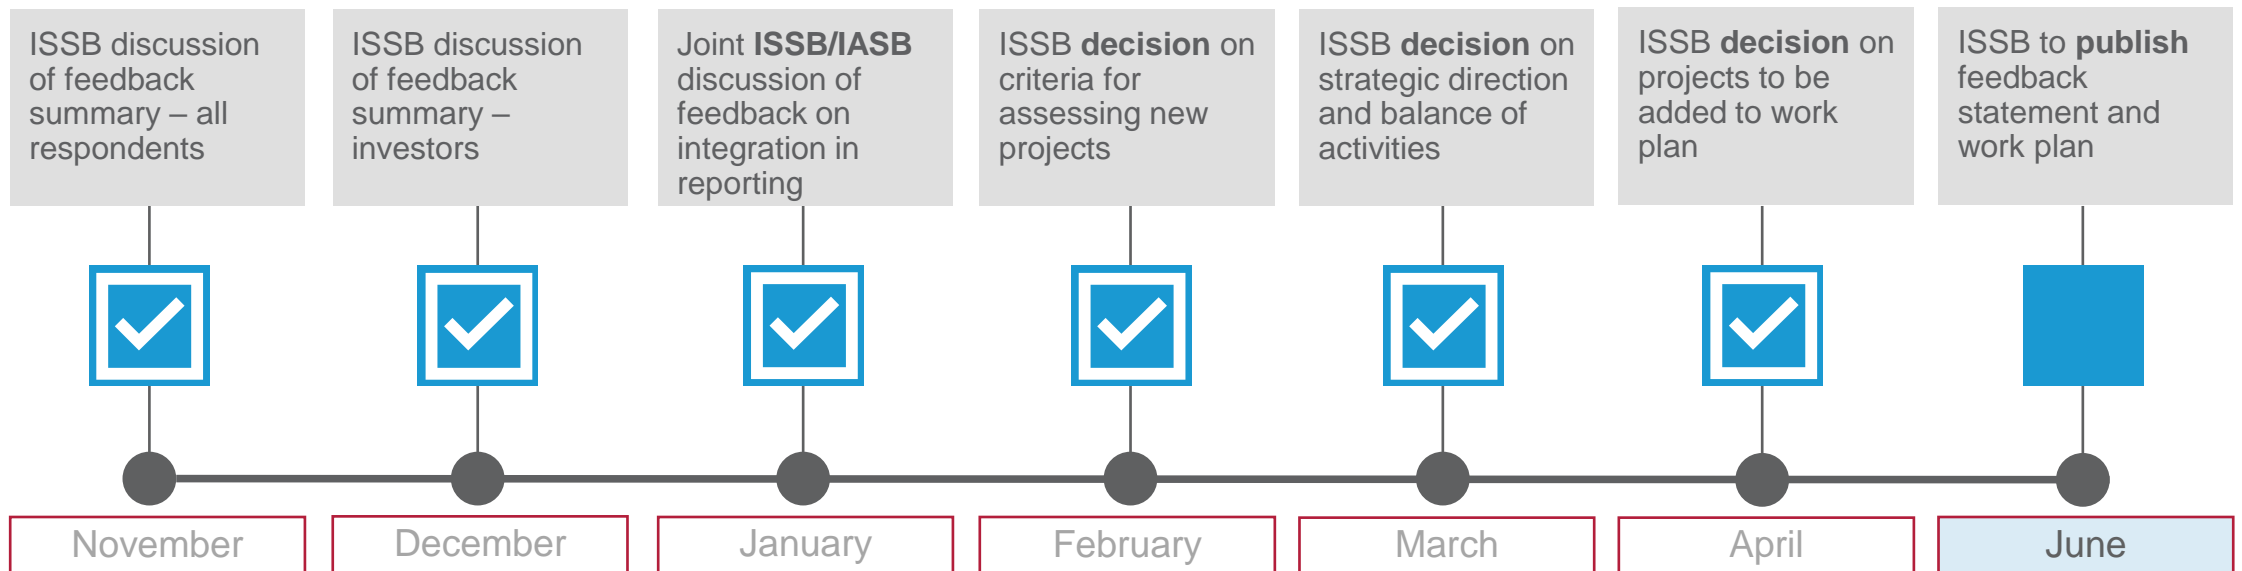 ISSB discussion
of feedback
summary – all
respondents
ISSB discussion
of feedback
summary –
investors
Joint ISSB/IASB
discussion of
feedback on
integration in
reporting
ISSB decision on
criteria for
assessing new
projects
ISSB decision on
strategic direction
and balance of
activities
ISSB decision on
projects to be
added to work
plan
ISSB to publish
feedback
statement and
work plan
November
December
January
February
March
April
June